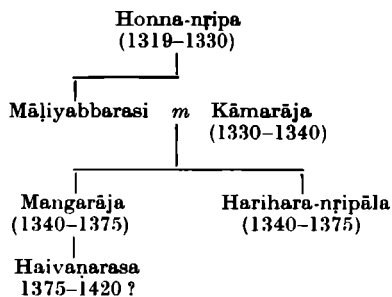 Honna-nṛipa
(1319–1330)
Māḷiyabbarasi m Kāmarāja
(1330–1340)
Mangarāja Harihara-nṛipāla
(1340–1375) (1340–1375)
Haivaṇarasa
1375–1420 ?